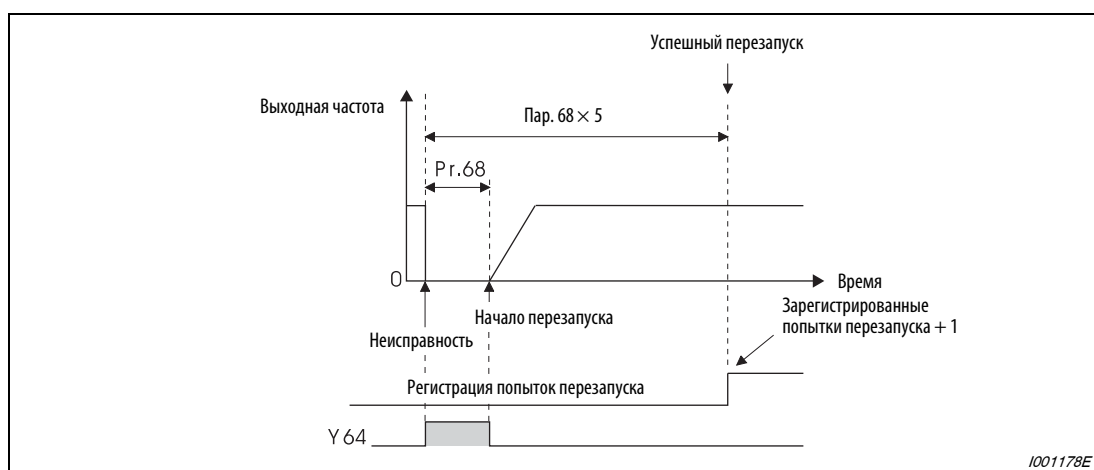 Успешный перезапуск
Выходная частота
Пар. 68 × 5
Pr.68
0
Время
Начало перезапуска
Зарегистрированные
попытки перезапуска + 1
Неисправность
Регистрация попыток перезапуска
Y64
I001178E